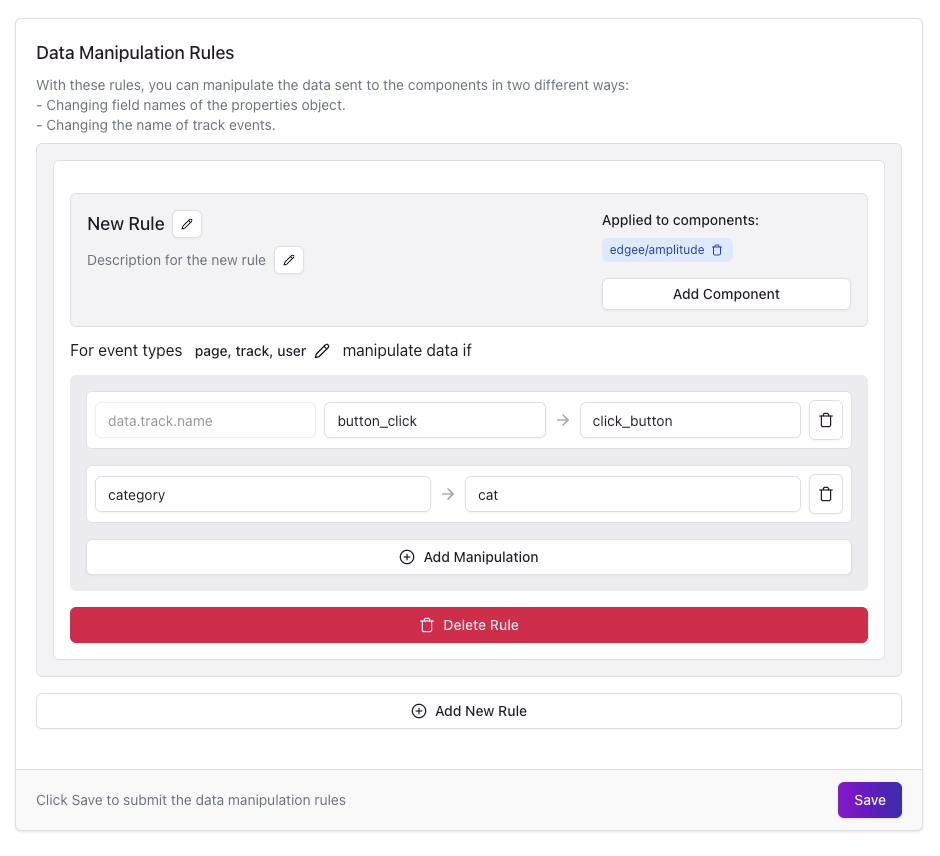 Data Manipulation Rules
With these rules, you can manipulate the data sent to the components in two different ways:
- Changing field names of the properties object.
- Changing the name of track events.
New Rule
Description for the new rule
Applied to components:
edgee/amplitude
Add Component
For event types page, track, user manipulate data if
data.track.name button_click click_button
category cat
Add Manipulation
Delete Rule
Add New Rule
Click Save to submit the data manipulation rules
Save